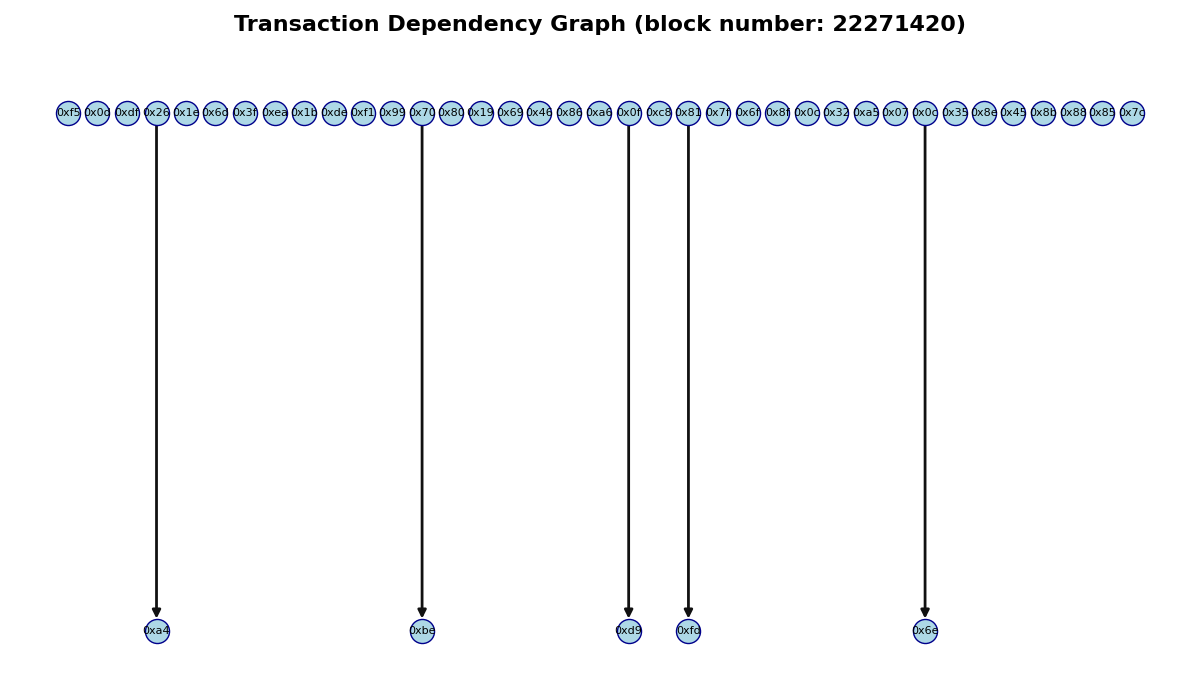 Transaction Dependency Graph (block number: 22271420)
0xf5 0x0d 0xdf 0x26 0x1e 0x6d 0x3f 0xea 0x1b 0xde 0xf1 0x99 0x70 0x80 0x19 0x69 0x46 0x86 0xa6 0x0f 0xc8 0x81 0x7f 0x6f 0x8f 0x0c 0x32 0xa5 0x07 0x0c 0x35 0x8e 0x45 0x8b 0x88 0x85 0x7c
0xa4 0xbe 0xd9 0xfd 0x6e